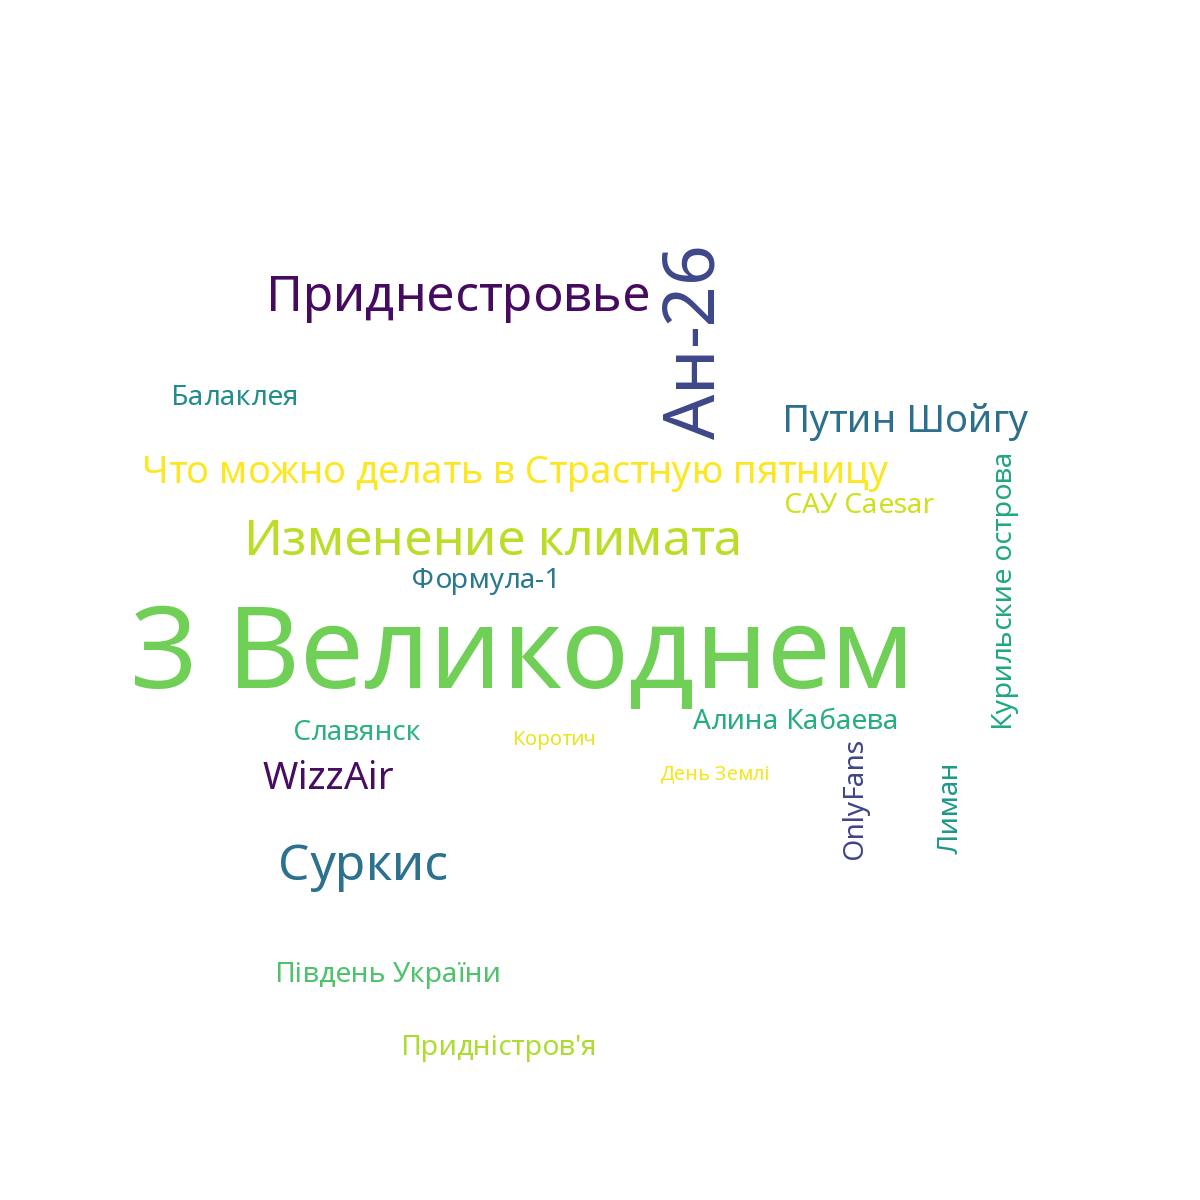 Ан-26
Приднестровье
Балаклея
Путин Шойгу
Что можно делать в Страстную пятницу
САУ Caesar
Курильские острова
Изменение климата
Формула-1
З Великоднем
Славянск
Коротич
Алина Кабаева
WizzAir
День Землі
OnlyFans
Лиман
Суркис
Південь України
Придністров'я